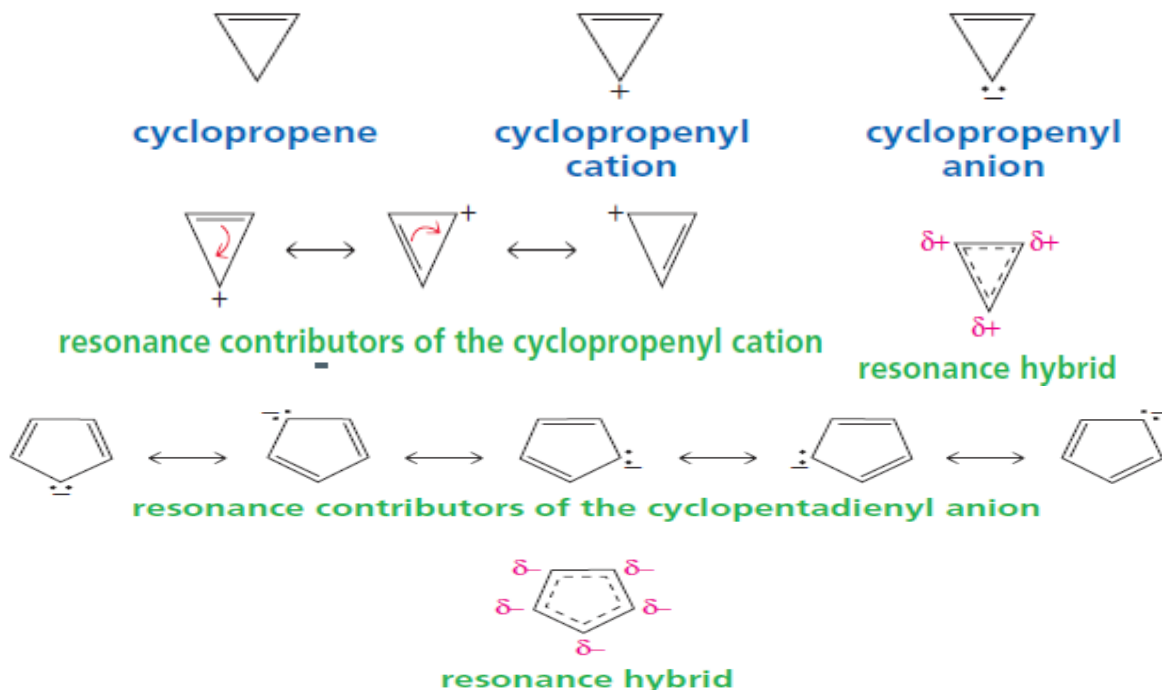 +
cyclopropene
cyclopropenyl
cation
cyclopropenyl
anion
+
+
+
δ+ δ+
δ+
resonance contributors of the cyclopropenyl cation
resonance hybrid
resonance contributors of the cyclopentadienyl anion
δ– δ–
δ– δ–
δ–
resonance hybrid